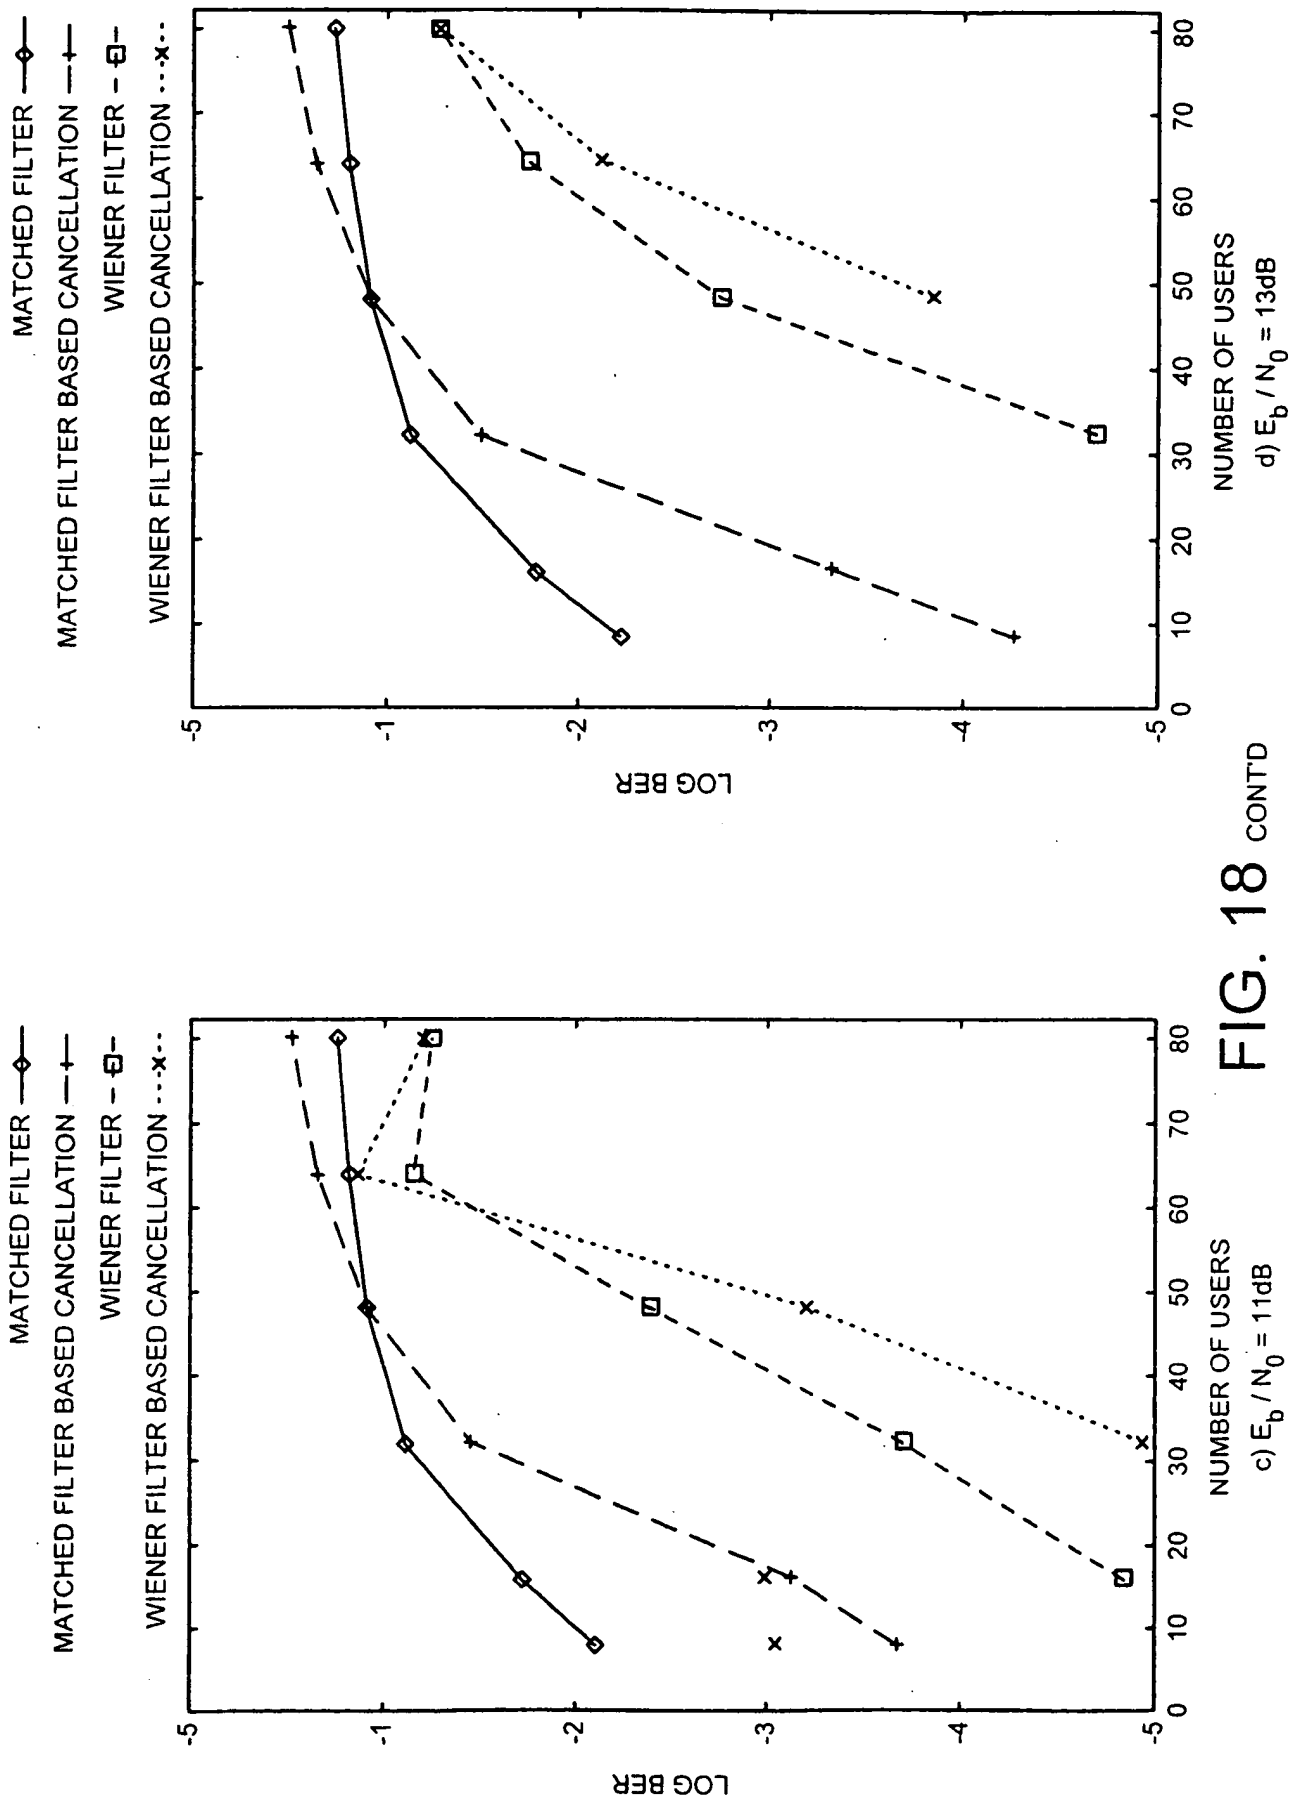 MATCHED FILTER
MATCHED FILTER BASED CANCELLATION
WIENER FILTER
WIENER FILTER BASED CANCELLATION
-5
-1
-2
-3
-4
-5
LOG BER
0 10 20 30 40 50 60 70 80
NUMBER OF USERS
c) E_b / N_0 = 11dB
MATCHED FILTER
MATCHED FILTER BASED CANCELLATION
WIENER FILTER
WIENER FILTER BASED CANCELLATION
-5
-1
-2
-3
-4
-5
LOG BER
0 10 20 30 40 50 60 70 80
NUMBER OF USERS
d) E_b / N_0 = 13dB
FIG. 18 CONT'D